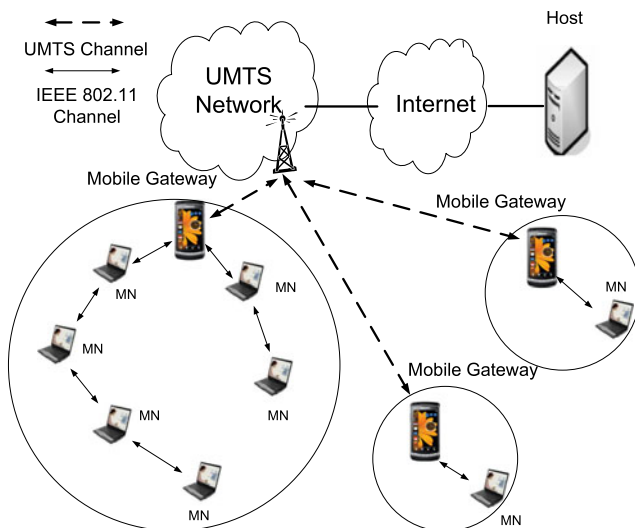 Host
UMTS Channel
IEEE 802.11
Channel
UMTS
Network
Internet
Mobile Gateway
Mobile Gateway
MN
MN
MN
MN
MN
MN
MN
Mobile Gateway
MN
MN